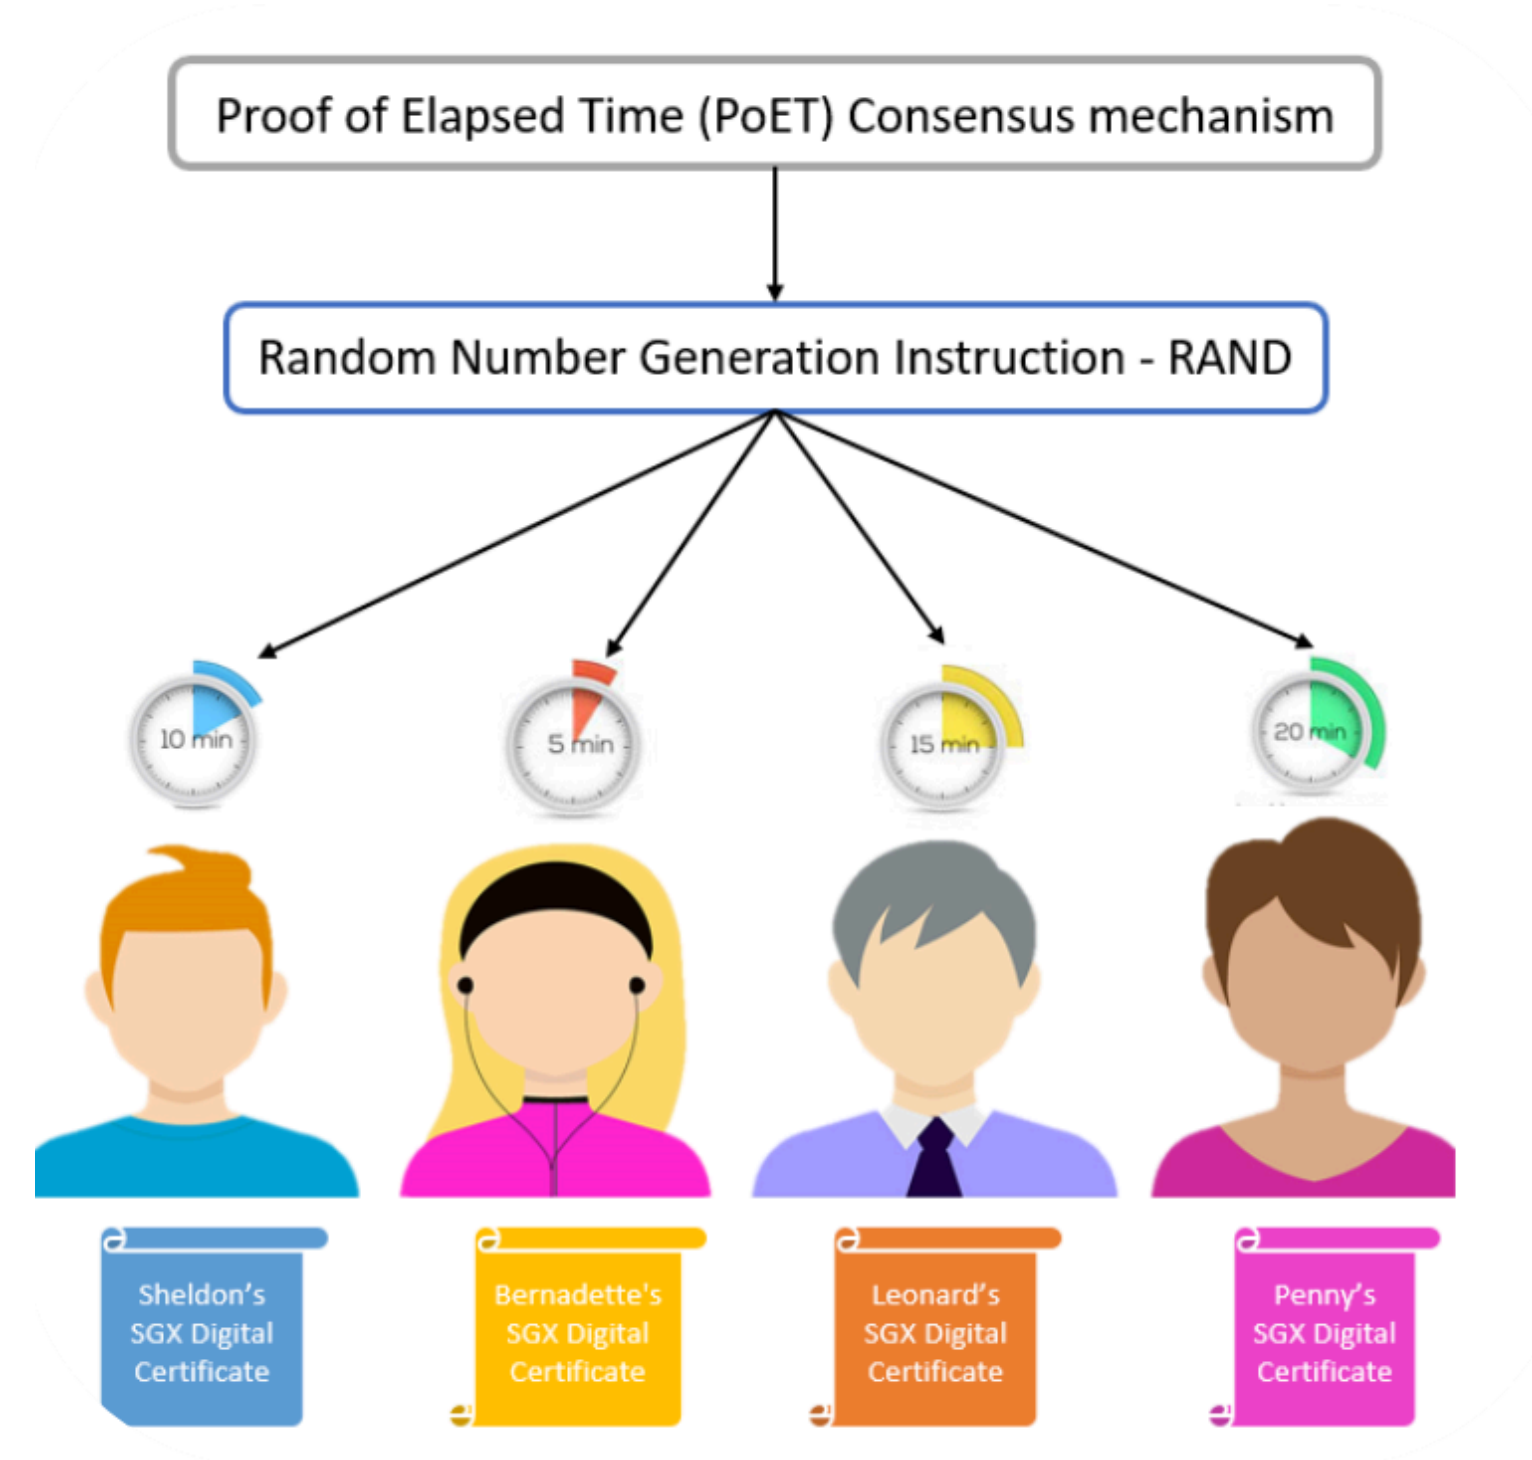 Proof of Elapsed Time (PoET) Consensus mechanism
Random Number Generation Instruction - RAND
10 min
5 min
15 min
20 min
Sheldon’s
SGX Digital
Certificate
Bernadette's
SGX Digital
Certificate
Leonard’s
SGX Digital
Certificate
Penny’s
SGX Digital
Certificate